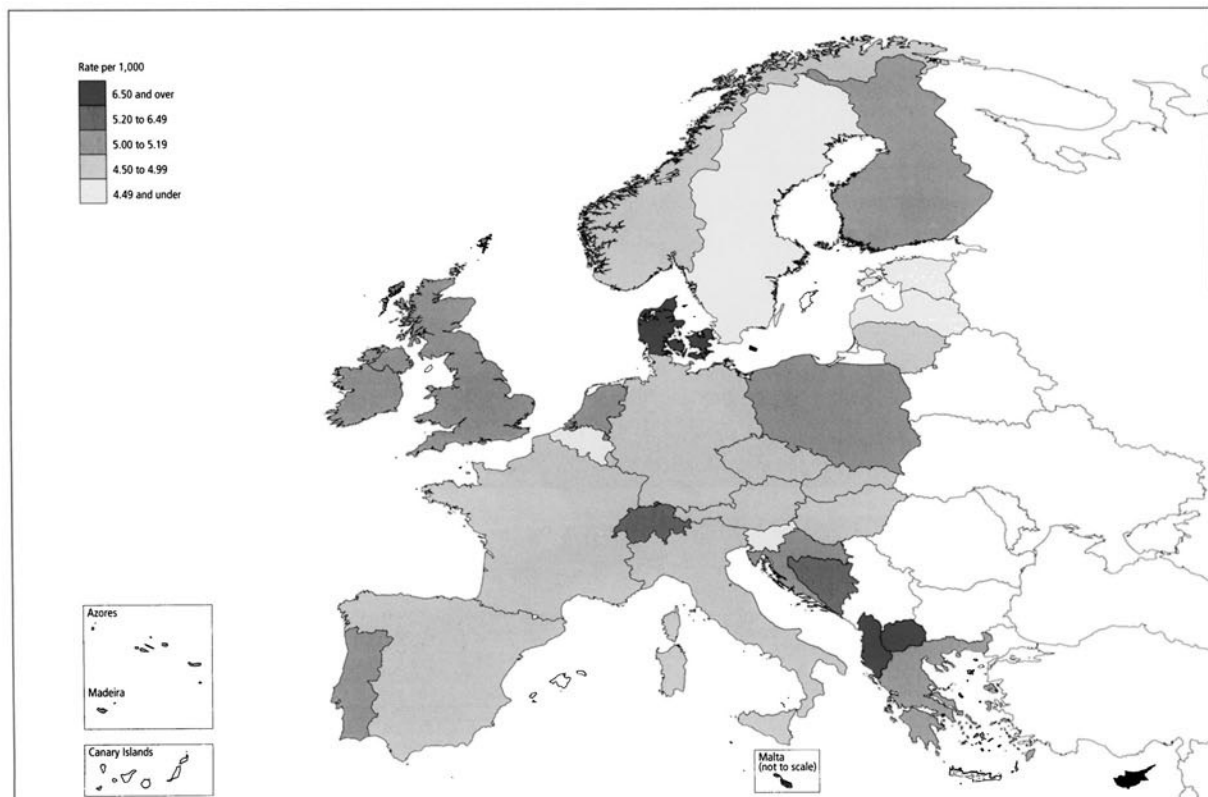 Rate per 1,000
6.50 and over
5.20 to 6.49
5.00 to 5.19
4.50 to 4.99
4.49 and under
Azores
Madeira
Canary Islands
Malta
(not to scale)